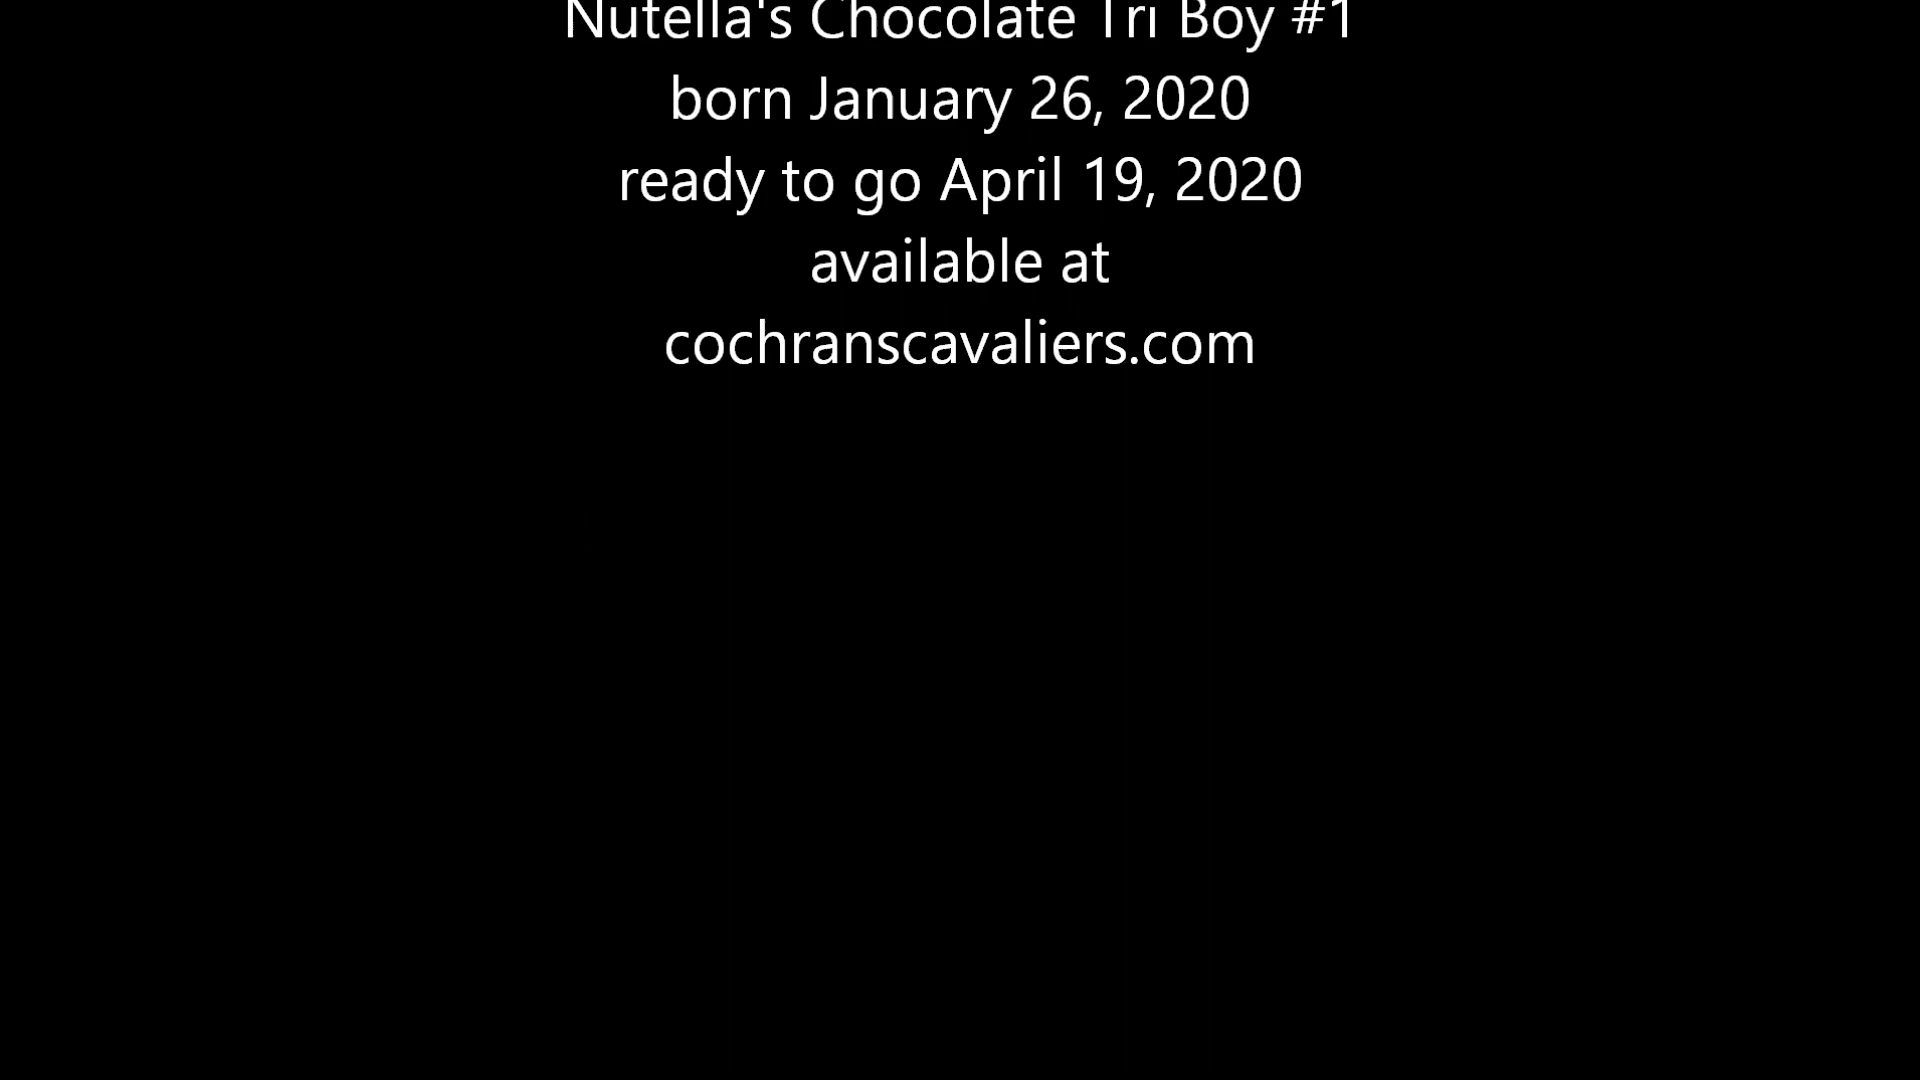 Nutella's Chocolate Tri Boy #1
born January 26, 2020
ready to go April 19, 2020
available at
cochranscavaliers.com